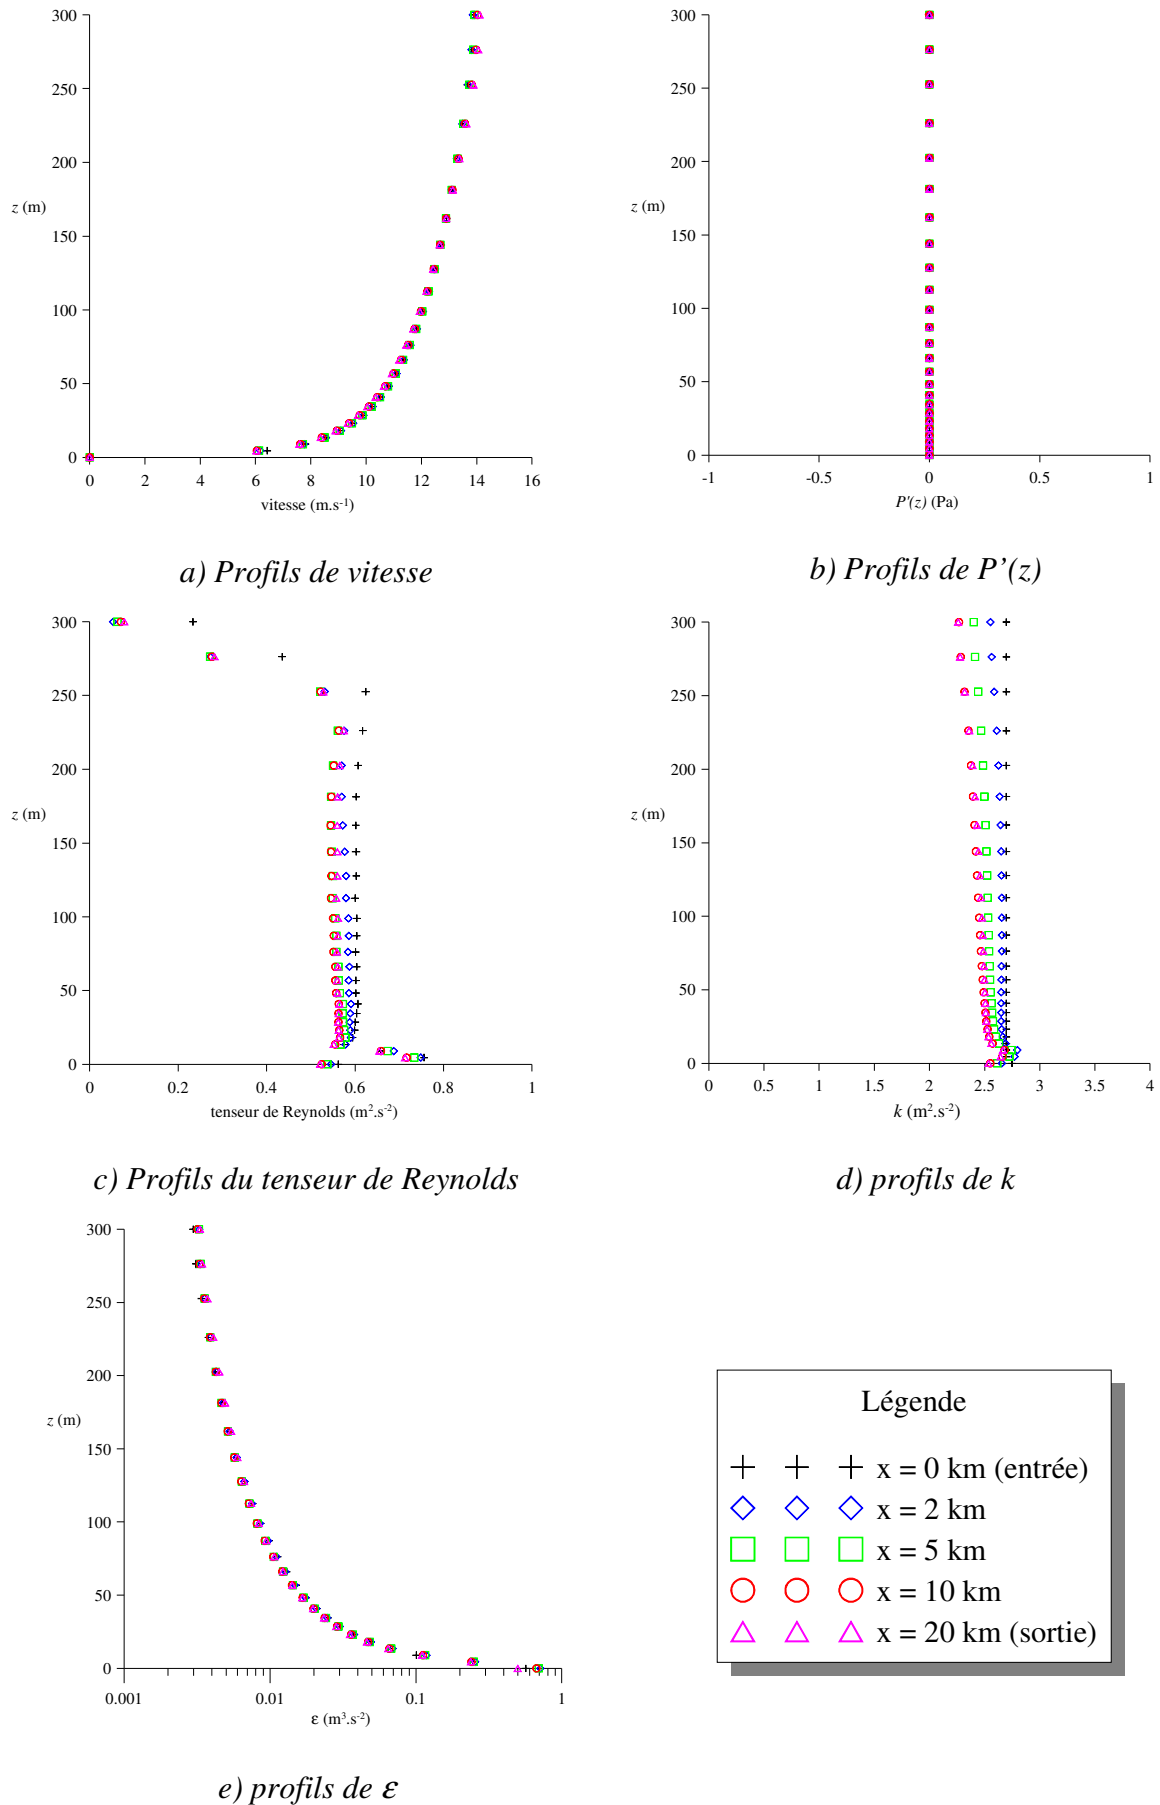 300
250
200
z (m)
150
100
50
0
0 2 4 6 8 10 12 14 16
vitesse (m.s-1)
a) Profils de vitesse
300
250
200
z (m)
150
100
50
0
-1 -0.5 0 0.5 1
P'(z) (Pa)
b) Profils de P’(z)
300
250
200
z (m)
150
100
50
0
0 0.2 0.4 0.6 0.8 1
tenseur de Reynolds (m2.s-2)
c) Profils du tenseur de Reynolds
300
250
200
z (m)
150
100
50
0
0 0.5 1 1.5 2 2.5 3 3.5 4
k (m2.s-2)
d) profils de k
300
250
200
z (m)
150
100
50
0
0.001 0.01 0.1 1
ε (m3.s-2)
e) profils de ε
Légende
x = 0 km (entrée)
x = 2 km
x = 5 km
x = 10 km
x = 20 km (sortie)